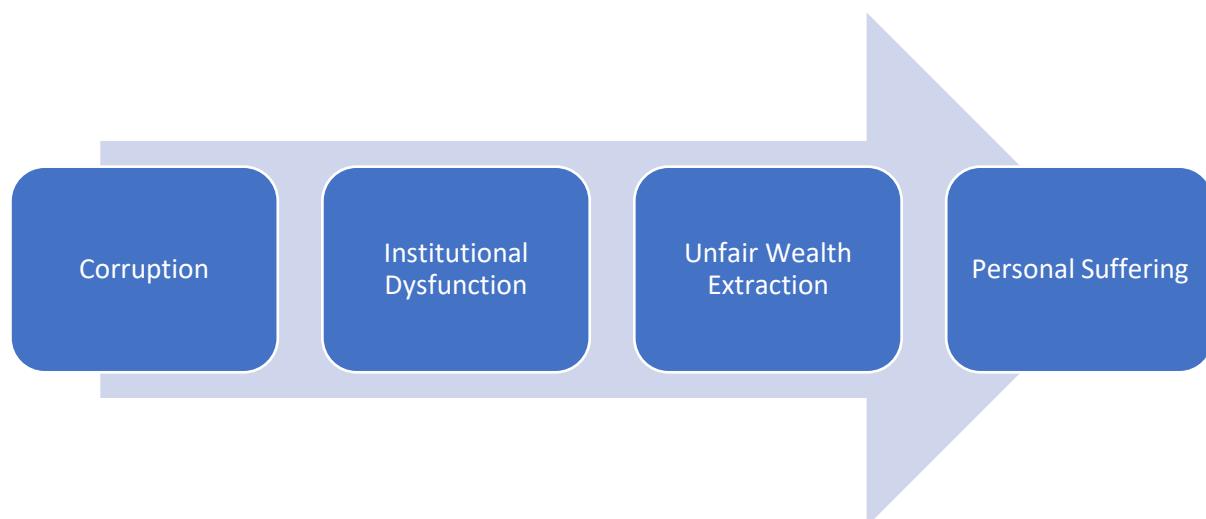 Corruption
Institutional
Dysfunction
Unfair Wealth
Extraction
Personal Suffering